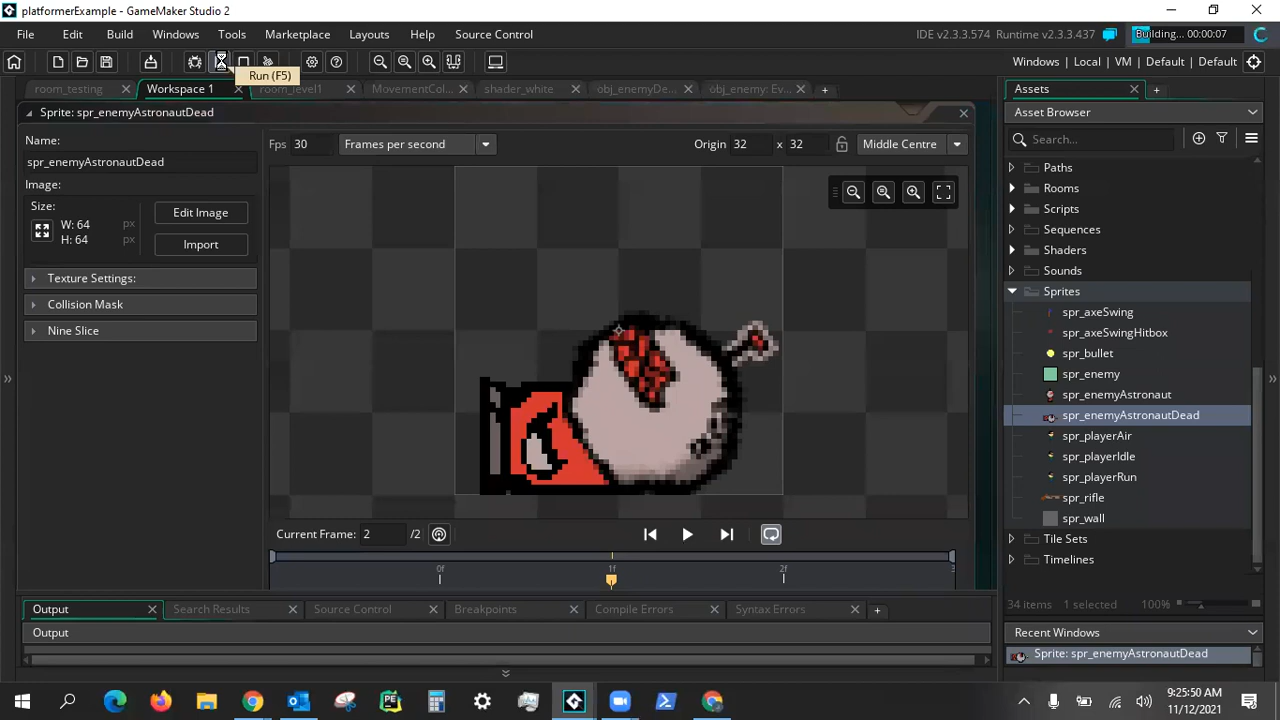 platformerExample - GameMaker Studio 2
File Edit Build Windows Tools Marketplace Layouts Help Source Control
IDE v2.3.3.574 Runtime v2.3.3.437 Building... 00:00:07
Windows | Local | VM | Default | Default
Run (F5)
room_testing Workspace 1 room_level1 MovementCol... shader_white obj_enemyDe... obj_enemy: Ev...
Assets
Sprite: spr_enemyAstronautDead
Asset Browser
Name:
Fps 30 Frames per second Origin 32 x 32 Middle Centre
Search...
spr_enemyAstronautDead
Image:
Size:
W: 64 px
H: 64 px
Edit Image
Import
Texture Settings:
Collision Mask
Nine Slice
Paths
Rooms
Scripts
Sequences
Shaders
Sounds
Sprites
spr_axeSwing
spr_axeSwingHitbox
spr_bullet
spr_enemy
spr_enemyAstronaut
spr_enemyAstronautDead
spr_playerAir
spr_playerIdle
spr_playerRun
spr_rifle
spr_wall
Tile Sets
Timelines
Current Frame: 2 /2
0f 1f 2f 3
34 items 1 selected 100%
Output Search Results Source Control Breakpoints Compile Errors Syntax Errors
Output
Recent Windows
Sprite: spr_enemyAstronautDead
PE
9:25:50 AM
11/12/2021